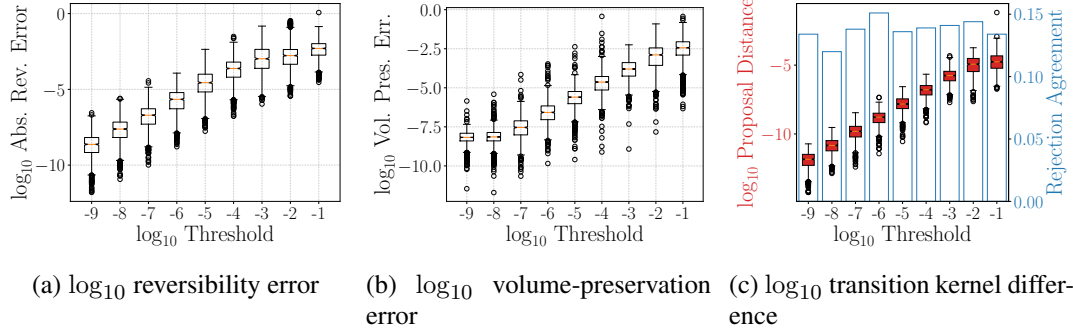 log10 Abs. Rev. Error
0
−5
−10
-9 -8 -7 -6 -5 -4 -3 -2 -1
log10 Threshold
log10 Vol. Pres. Err.
0.0
−2.5
−5.0
−7.5
−10.0
-9 -8 -7 -6 -5 -4 -3 -2 -1
log10 Threshold
log10 Proposal Distance
−5
−10
-9 -8 -7 -6 -5 -4 -3 -2 -1
log10 Threshold
0.15
0.10
0.05
0.00
Rejection Agreement
(a) log10 reversibility error
(b) log10 volume-preservation
error
(c) log10 transition kernel differ-
ence